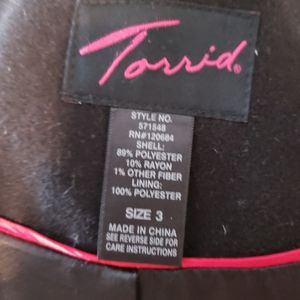 Torrid®
STYLE NO.
571548
RN#120684
SHELL:
89% POLYESTER
10% RAYON
1% OTHER FIBER
LINING:
100% POLYESTER
SIZE 3
MADE IN CHINA
SEE REVERSE SIDE FOR
CARE INSTRUCTIONS